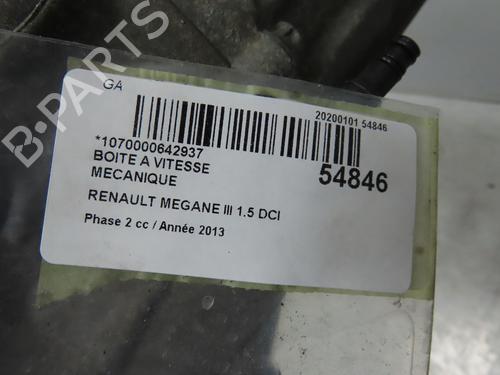 GA
20200101 54846
*1070000642937
54846
BOITE A VITESSE
MECANIQUE
RENAULT MEGANE III 1.5 DCI
Phase 2 cc / Année 2013
B-PARTS